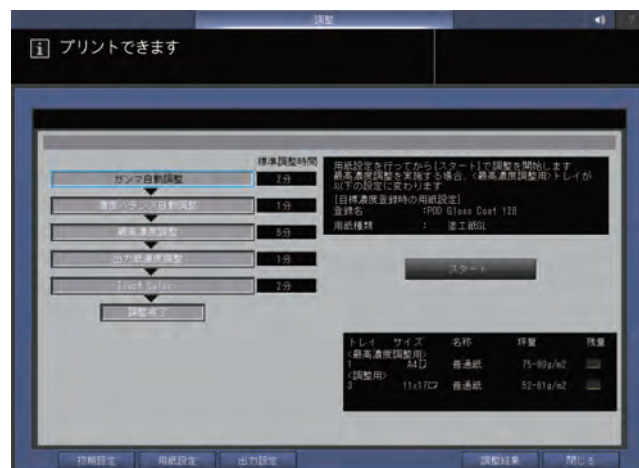 調整
プリントできます
標準調整時間
ガンマ自動調整 2分
濃度バランス自動調整 1分
最高濃度調整 8分
出力紙濃度調整 1分
Exact Color 2分
調整完了
用紙設定を行ってから[スタート]で調整を開始します
最高濃度調整を実施する場合、<最高濃度調整用>トレイが
以下の設定に変わります
[目標濃度登録時の用紙設定]
登録名 :POD Gloss Coat 128
用紙種類 : 塗工紙GL
スタート
トレイ サイズ 名称 坪量 残量
<最高濃度調整用>
1 A4 普通紙 75-80g/m2
<調整用>
3 11x17 普通紙 52-61g/m2
初期設定 用紙設定 出力設定 調整結果 閉じる